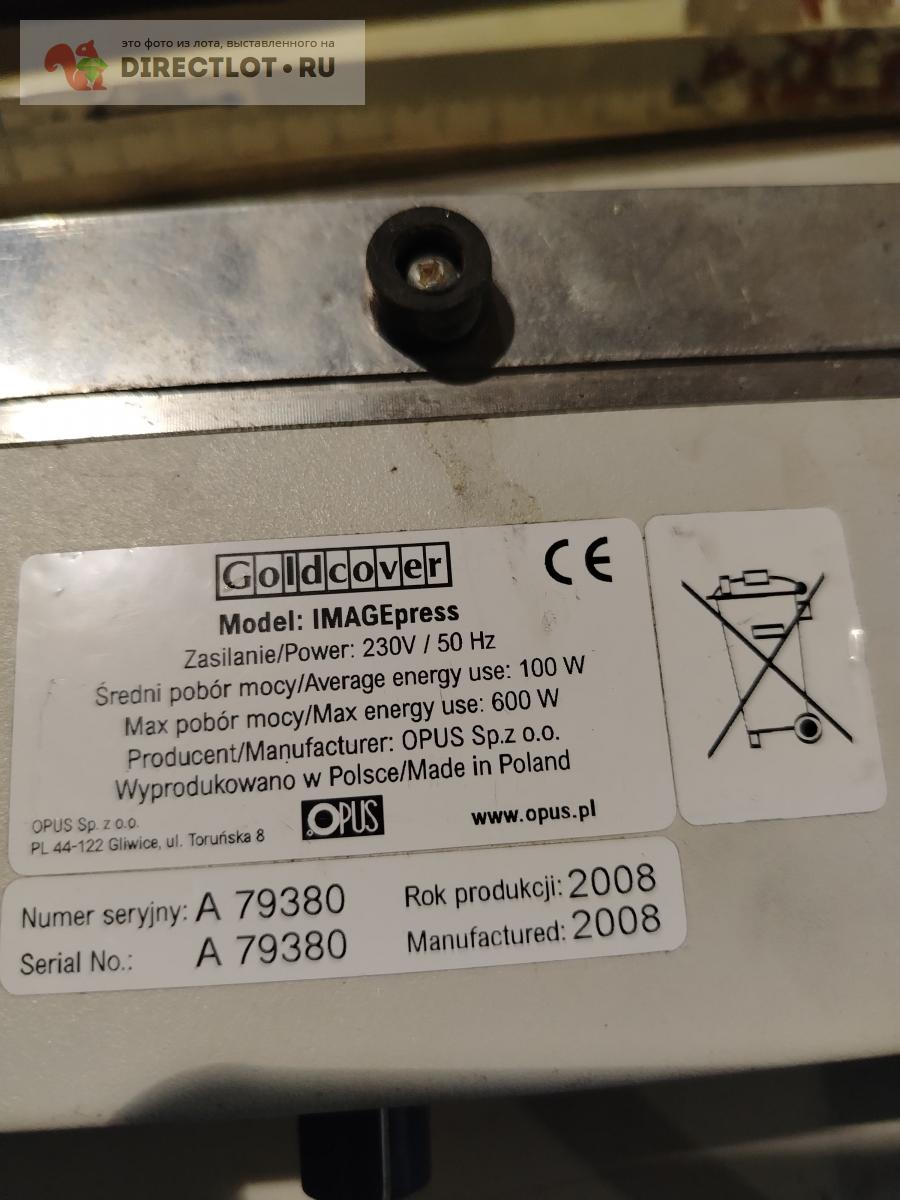 это фото из лота, выставленного на
DIRECTLOT•RU
Goldcover
CE
Model: IMAGEpress
Zasilanie/Power: 230V / 50 Hz
Średni pobór mocy/Average energy use: 100 W
Max pobór mocy/Max energy use: 600 W
Producent/Manufacturer: OPUS Sp.z o.o.
Wyprodukowano w Polsce/Made in Poland
OPUS Sp. z o.o.
PL 44-122 Gliwice, ul. Toruńska 8
OPUS
www.opus.pl
Numer seryjny: A 79380
Serial No.: A 79380
Rok produkcji: 2008
Manufactured: 2008